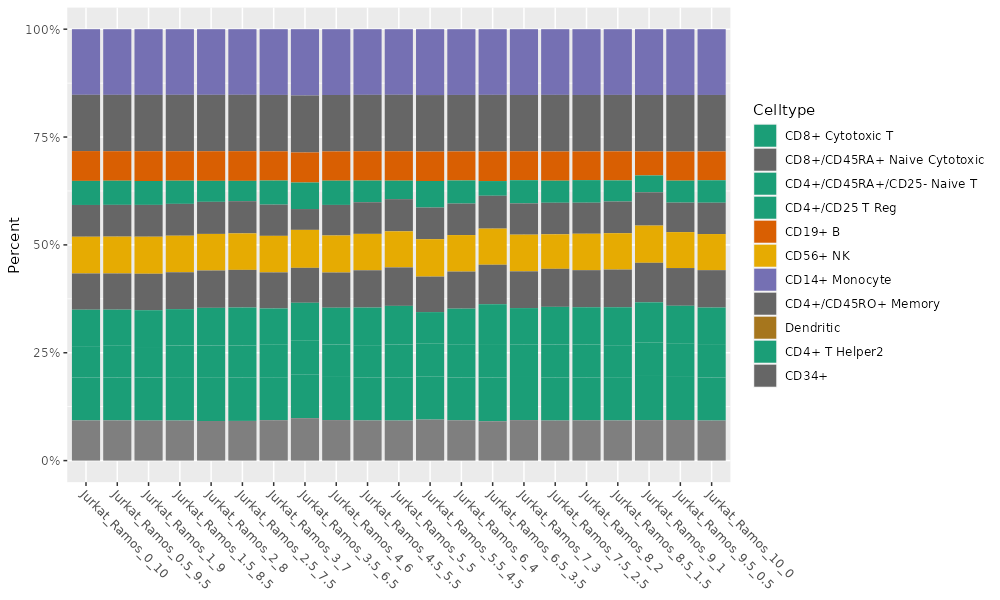 100%
75%
50%
25%
0%
Percent
Jurkat_Ramos_0_10
Jurkat_Ramos_0.5_9.5
Jurkat_Ramos_1_9
Jurkat_Ramos_1.5_8.5
Jurkat_Ramos_2_8
Jurkat_Ramos_2.5_7.5
Jurkat_Ramos_3_7
Jurkat_Ramos_3.5_6.5
Jurkat_Ramos_4_6
Jurkat_Ramos_4.5_5.5
Jurkat_Ramos_5_5
Jurkat_Ramos_5.5_4.5
Jurkat_Ramos_6_4
Jurkat_Ramos_6.5_3.5
Jurkat_Ramos_7_3
Jurkat_Ramos_7.5_2.5
Jurkat_Ramos_8_2
Jurkat_Ramos_8.5_1.5
Jurkat_Ramos_9_1
Jurkat_Ramos_9.5_0.5
Jurkat_Ramos_10_0
Celltype
CD8+ Cytotoxic T
CD8+/CD45RA+ Naive Cytotoxic
CD4+/CD45RA+/CD25- Naive T
CD4+/CD25 T Reg
CD19+ B
CD56+ NK
CD14+ Monocyte
CD4+/CD45RO+ Memory
Dendritic
CD4+ T Helper2
CD34+